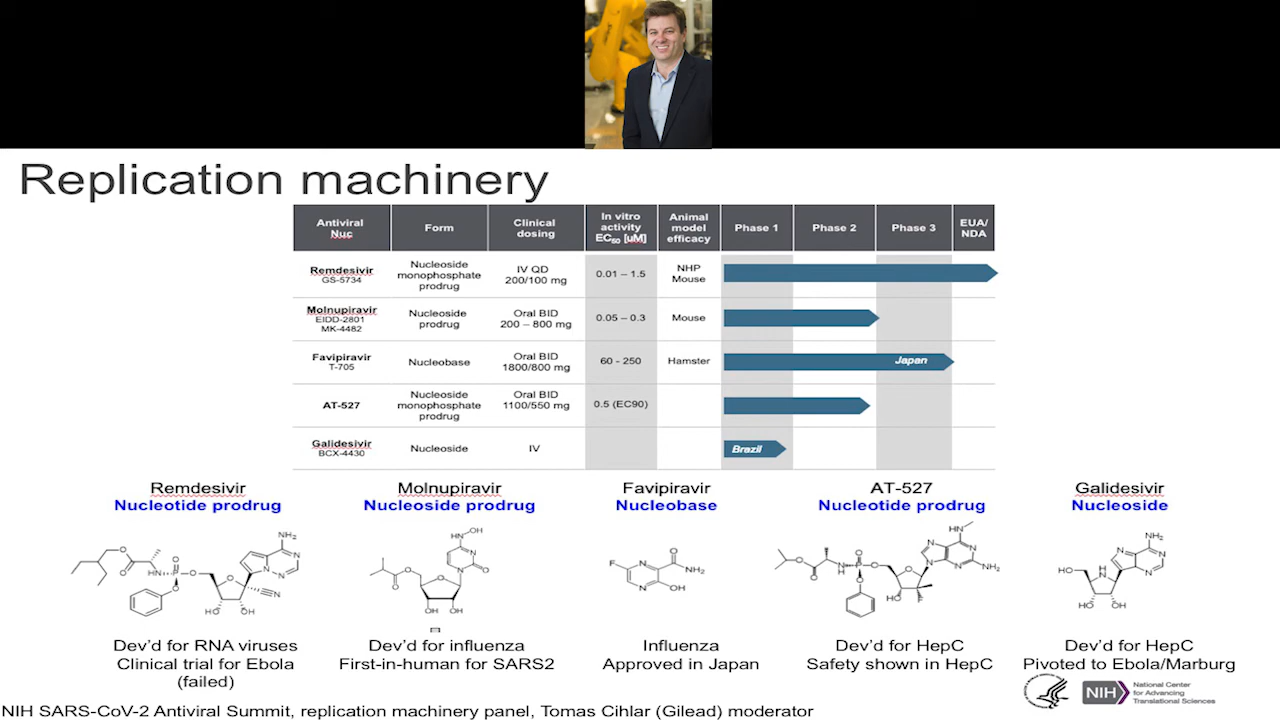 Replication machinery
Antiviral Nuc | Form | Clinical dosing | In vitro activity EC50 [uM] | Animal model efficacy | Phase 1 | Phase 2 | Phase 3 | EUA/NDA
Remdesivir GS-5734 | Nucleoside monophosphate prodrug | IV QD 200/100 mg | 0.01 – 1.5 | NHP Mouse
Molnupiravir EIDD-2801 MK-4482 | Nucleoside prodrug | Oral BID 200 – 800 mg | 0.05 – 0.3 | Mouse
Favipiravir T-705 | Nucleobase | Oral BID 1800/800 mg | 60 - 250 | Hamster | Japan
AT-527 | Nucleoside monophosphate prodrug | Oral BID 1100/550 mg | 0.5 (EC90)
Galidesivir BCX-4430 | Nucleoside | IV | Brazil
Remdesivir
Nucleotide prodrug
Dev'd for RNA viruses
Clinical trial for Ebola
(failed)
Molnupiravir
Nucleoside prodrug
Dev'd for influenza
First-in-human for SARS2
Favipiravir
Nucleobase
Influenza
Approved in Japan
AT-527
Nucleotide prodrug
Dev'd for HepC
Safety shown in HepC
Galidesivir
Nucleoside
Dev'd for HepC
Pivoted to Ebola/Marburg
NIH
National Center
for Advancing
Translational Sciences
NIH SARS-CoV-2 Antiviral Summit, replication machinery panel, Tomas Cihlar (Gilead) moderator